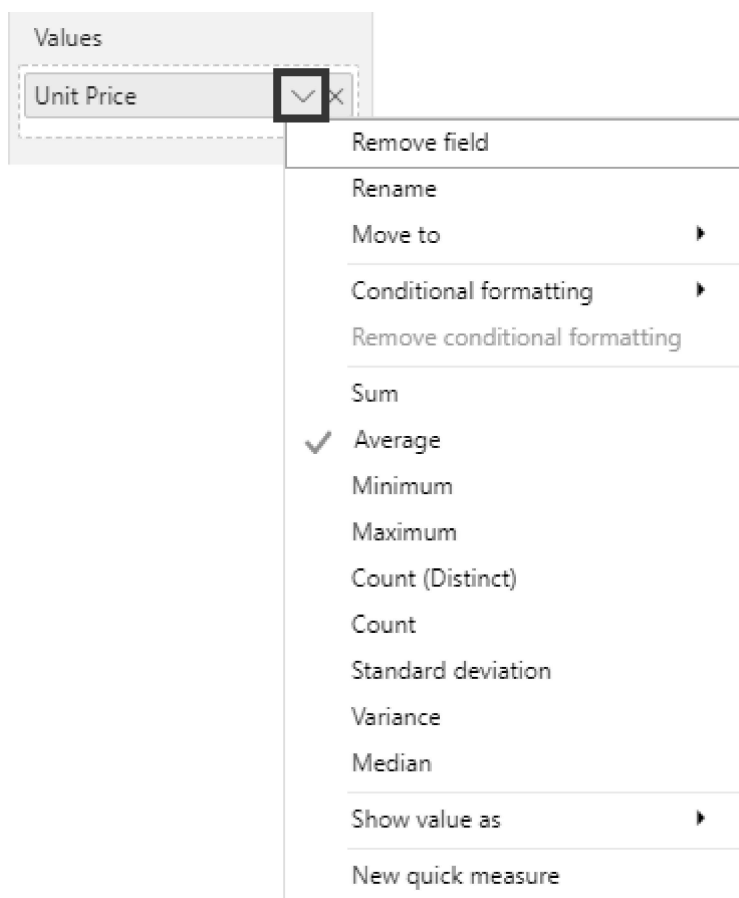 Values
Unit Price
Remove field
Rename
Move to
Conditional formatting
Remove conditional formatting
Sum
Average
Minimum
Maximum
Count (Distinct)
Count
Standard deviation
Variance
Median
Show value as
New quick measure